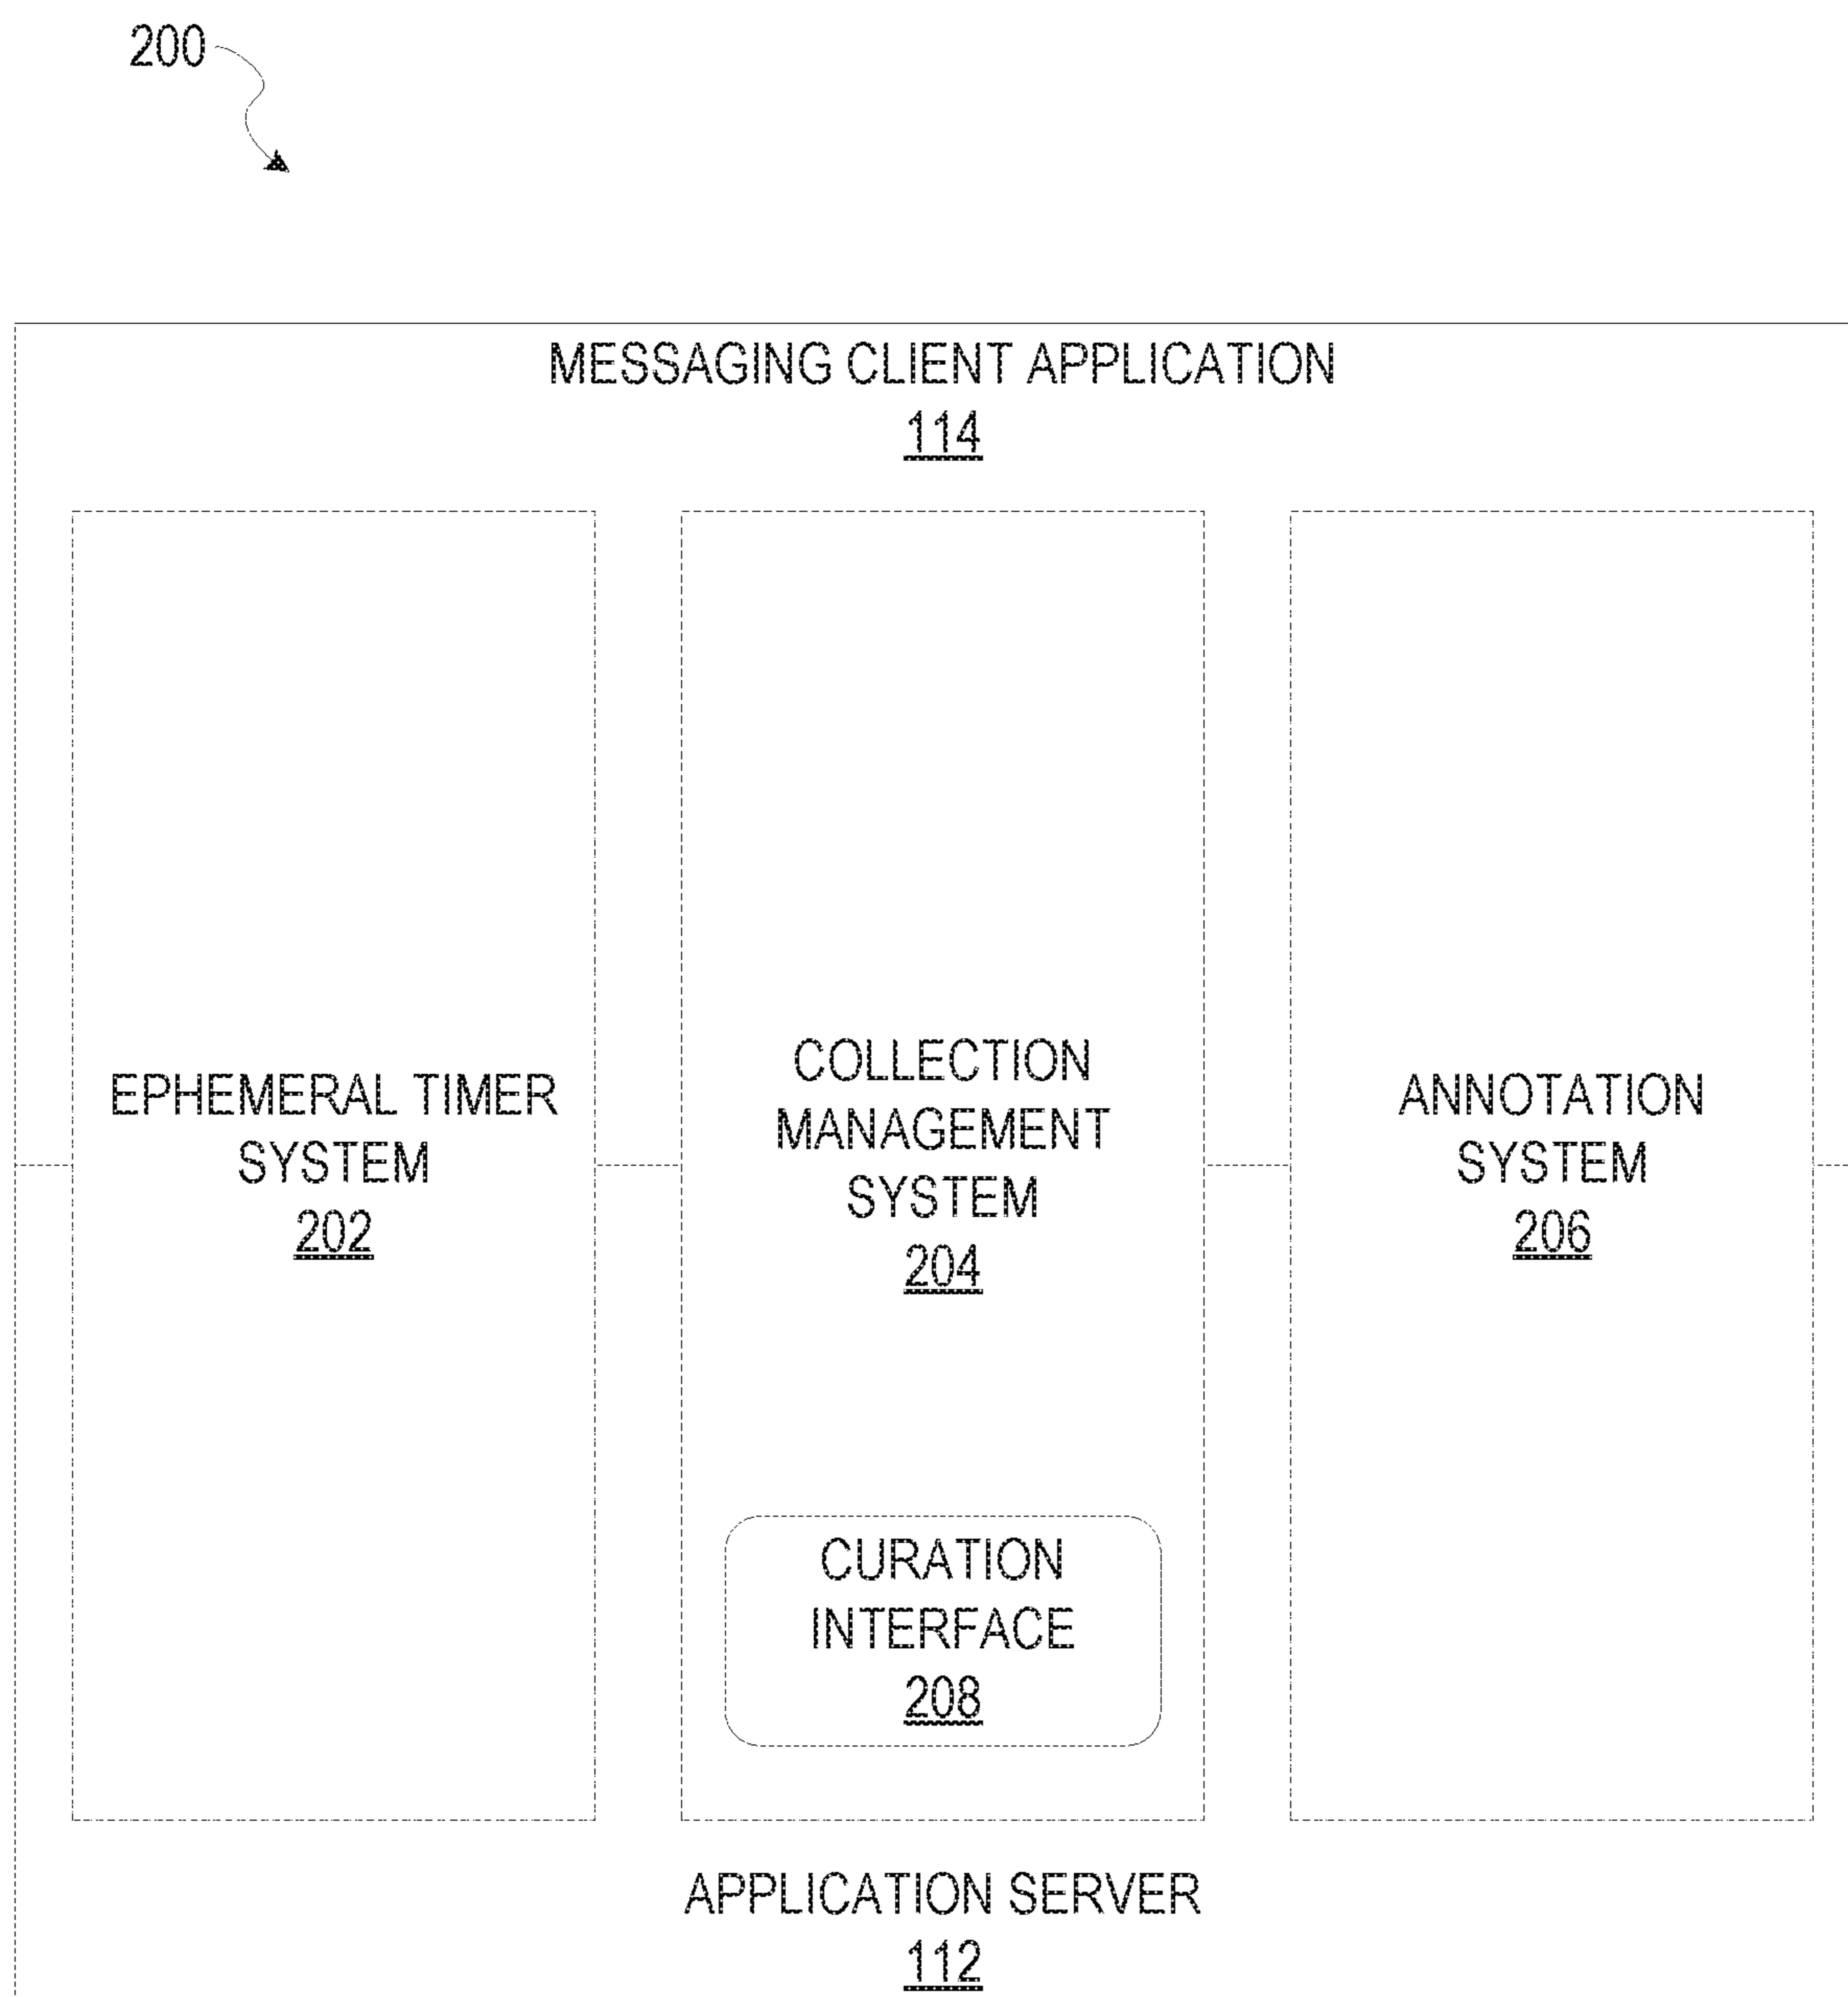 200
MESSAGING CLIENT APPLICATION
114
EPHEMERAL TIMER
SYSTEM
202
COLLECTION
MANAGEMENT
SYSTEM
204
ANNOTATION
SYSTEM
206
CURATION
INTERFACE
208
APPLICATION SERVER
112